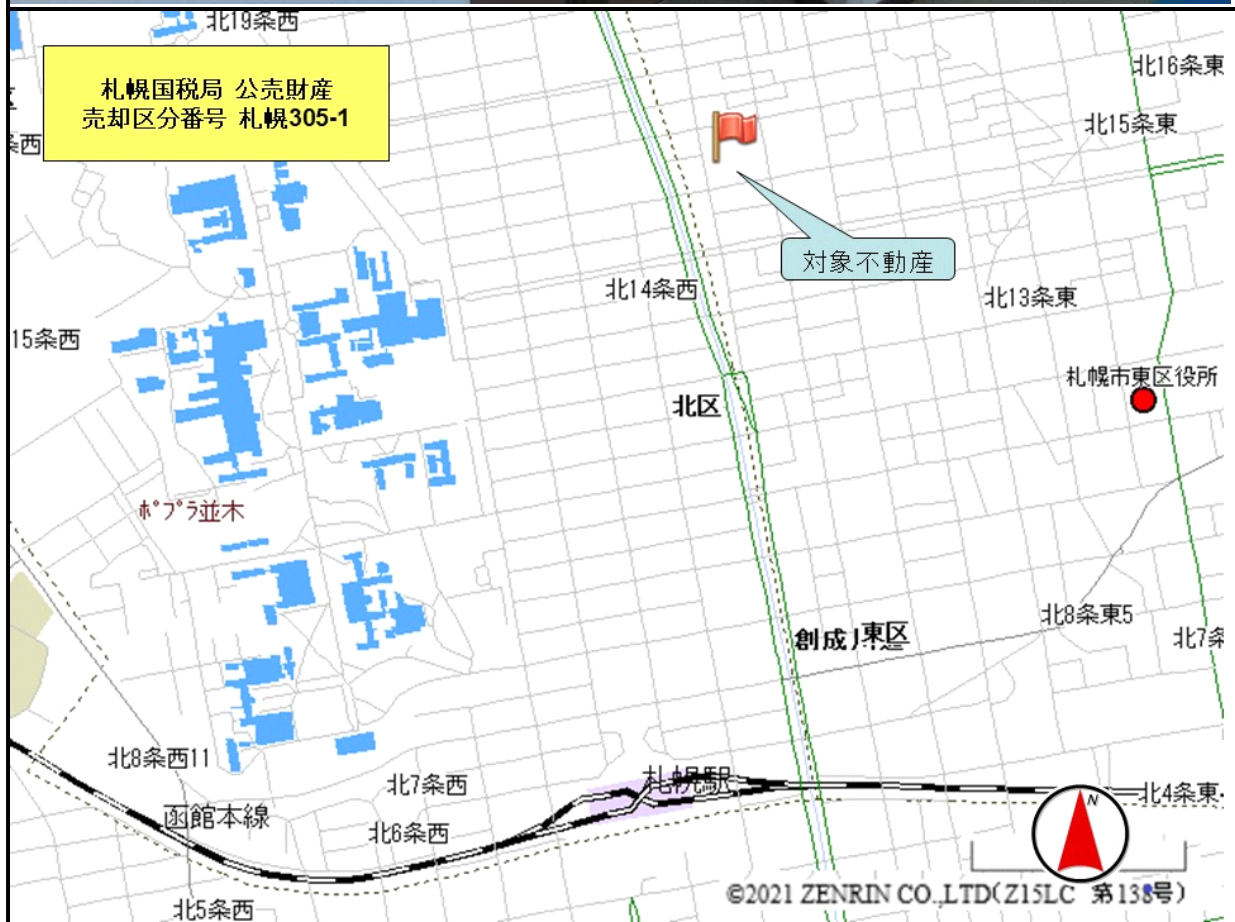 北19条西
札幌国税局 公売財産
売却区分番号 札幌305-1
条西
北16条東
北15条東
対象不動産
北14条西
北13条東
15条西
札幌市東区役所
北区
ポプラ並木
北8条東5
東区
北7条
北8条西11
北7条西
札幌駅
北4条東
函館本線
北6条西
N
©2021 ZENRIN CO.,LTD(Z15LC 第138号)
北5条西